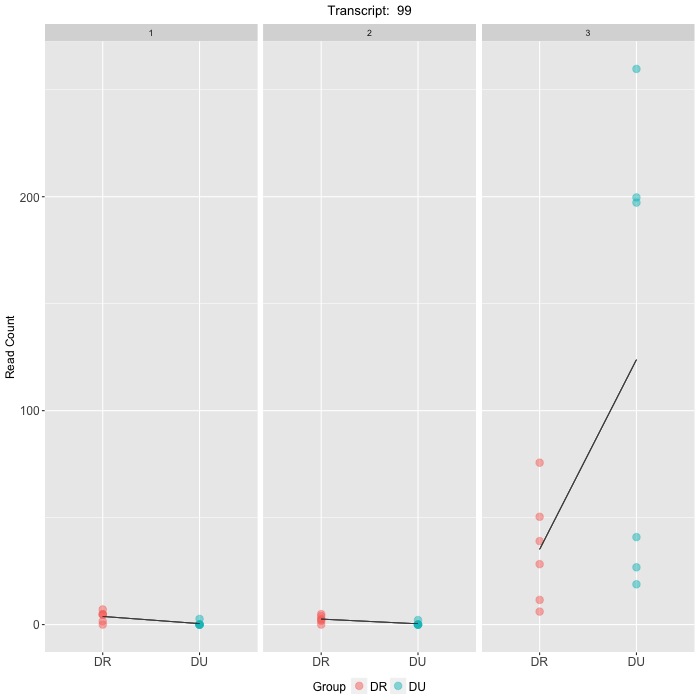 Transcript:  99
1 2 3
200
100
0
Read Count
DR DU DR DU DR DU
Group DR DU